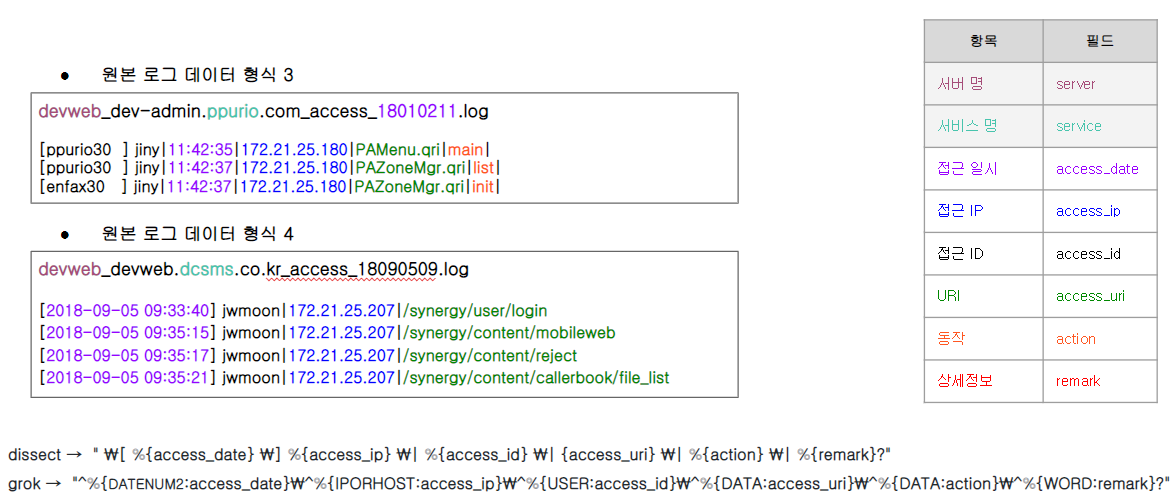 ● 원본 로그 데이터 형식 3
devweb_dev-admin.ppurio.com_access_18010211.log
[ppurio30 ] jiny|11:42:35|172.21.25.180|PAMenu.qri|main|
[ppurio30 ] jiny|11:42:37|172.21.25.180|PAZoneMgr.qri|list|
[enfax30 ] jiny|11:42:37|172.21.25.180|PAZoneMgr.qri|init|
● 원본 로그 데이터 형식 4
devweb_devweb.dcsms.co.kr_access_18090509.log
[2018-09-05 09:33:40] jwmoon|172.21.25.207|/synergy/user/login
[2018-09-05 09:35:15] jwmoon|172.21.25.207|/synergy/content/mobileweb
[2018-09-05 09:35:17] jwmoon|172.21.25.207|/synergy/content/reject
[2018-09-05 09:35:21] jwmoon|172.21.25.207|/synergy/content/callerbook/file_list
항목 필드
서버 명 server
서비스 명 service
접근 일시 access_date
접근 IP access_ip
접근 ID access_id
URI access_uri
동작 action
상세정보 remark
dissect → " ₩[ %{access_date} ₩] %{access_ip} ₩| %{access_id} ₩| {access_uri} ₩| %{action} ₩| %{remark}?"
grok → "^%{DATENUM2:access_date}₩^%{IPORHOST:access_ip}₩^%{USER:access_id}₩^%{DATA:access_uri}₩^%{DATA:action}₩^%{WORD:remark}?"